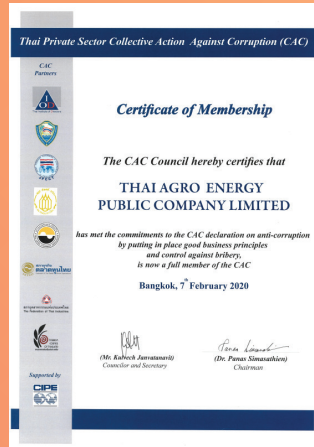 Thai Private Sector Collective Action Against Corruption (CAC)
CAC
Partners
Certificate of Membership
The CAC Council hereby certifies that
THAI AGRO ENERGY
PUBLIC COMPANY LIMITED
has met the commitments to the CAC declaration on anti-corruption
by putting in place good business principles
and control against bribery,
is now a full member of the CAC
Bangkok, 7th February 2020
(Dr. Panas Simasathien)
Councilor and Secretary
Chairman
Supported by
CIPE